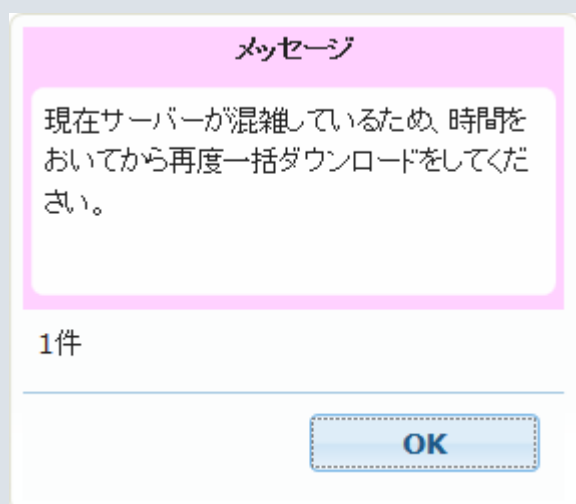 メッセージ
現在サーバーが混雑しているため、時間を
おいてから再度一括ダウンロードをしてくだ
さい。
1件
OK